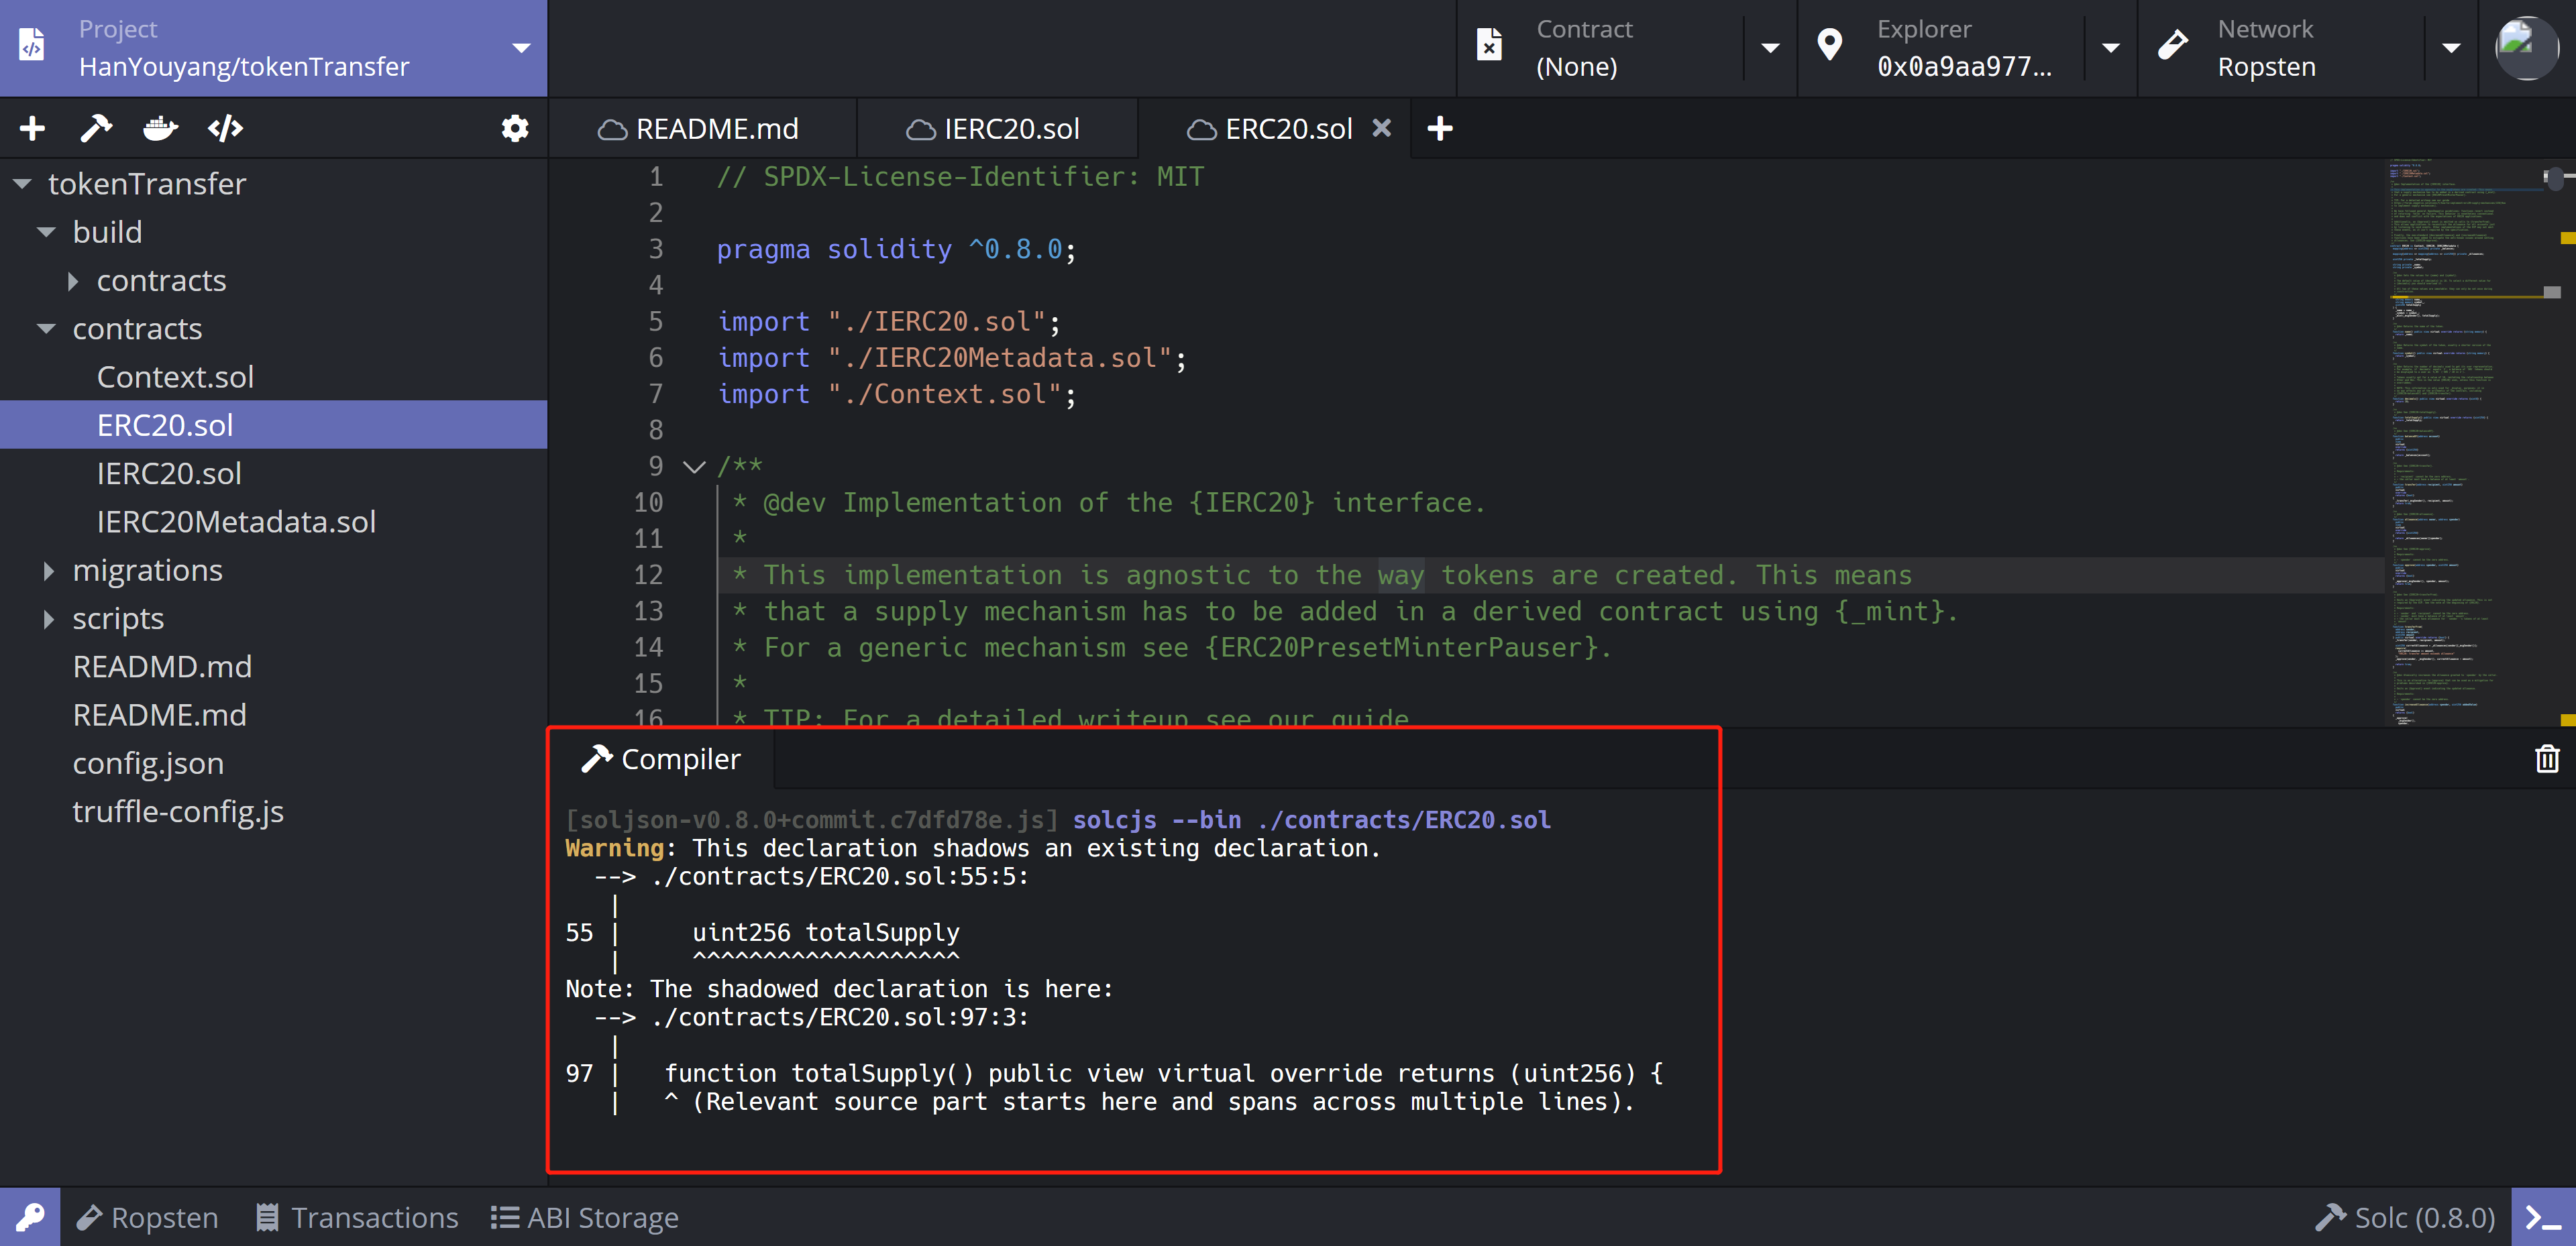 Project
HanYouyang/tokenTransfer
Contract
(None)
Explorer
0x0a9aa977...
Network
Ropsten
README.md
IERC20.sol
ERC20.sol
tokenTransfer
build
contracts
contracts
Context.sol
ERC20.sol
IERC20.sol
IERC20Metadata.sol
migrations
scripts
READMD.md
README.md
config.json
truffle-config.js
1 // SPDX-License-Identifier: MIT
2
3 pragma solidity ^0.8.0;
4
5 import "./IERC20.sol";
6 import "./IERC20Metadata.sol";
7 import "./Context.sol";
8
9 /**
10 * @dev Implementation of the {IERC20} interface.
11 *
12 * This implementation is agnostic to the way tokens are created. This means
13 * that a supply mechanism has to be added in a derived contract using {_mint}.
14 * For a generic mechanism see {ERC20PresetMinterPauser}.
15 *
16 * TIP: For a detailed writeup see our guide
Compiler
[soljson-v0.8.0+commit.c7dfd78e.js] solcjs --bin ./contracts/ERC20.sol
Warning: This declaration shadows an existing declaration.
--> ./contracts/ERC20.sol:55:5:
|
55 | uint256 totalSupply
| ^^^^^^^^^^^^^^^^^^^
Note: The shadowed declaration is here:
--> ./contracts/ERC20.sol:97:3:
|
97 | function totalSupply() public view virtual override returns (uint256) {
| ^ (Relevant source part starts here and spans across multiple lines).
Ropsten
Transactions
ABI Storage
Solc (0.8.0)